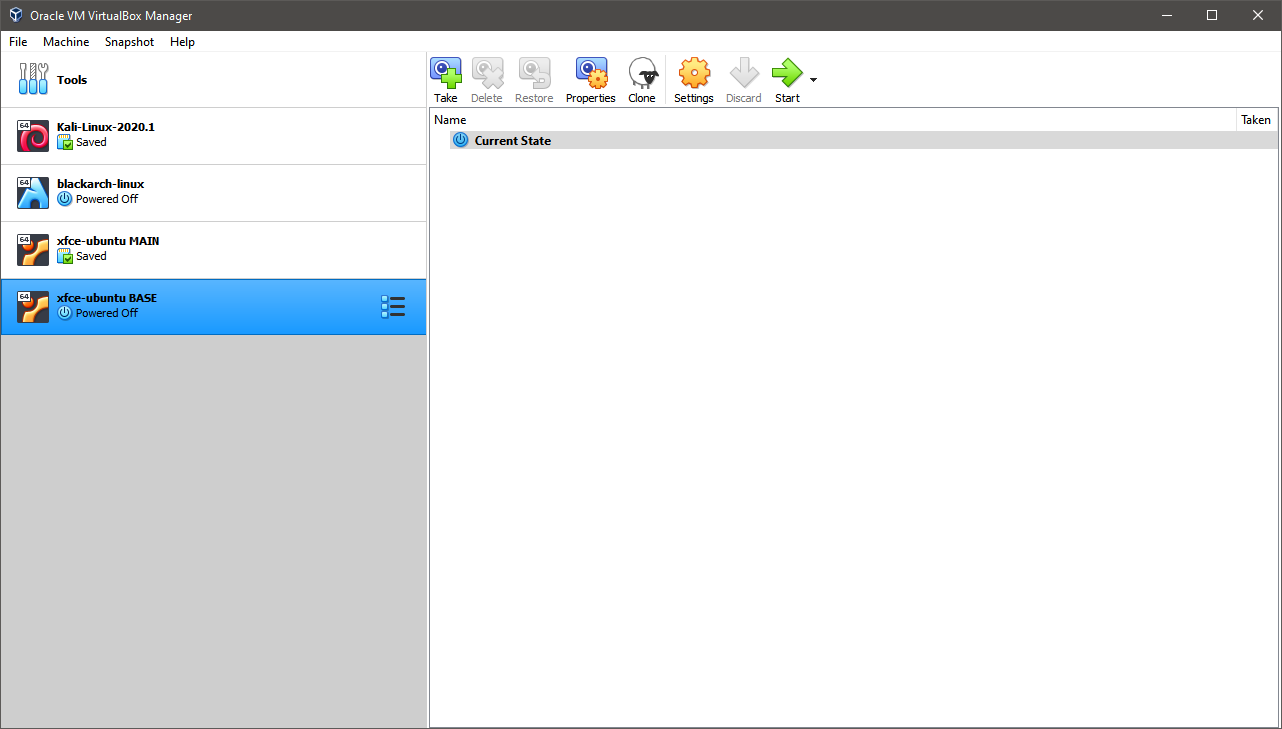 Oracle VM VirtualBox Manager
File Machine Snapshot Help
Tools
64
Kali-Linux-2020.1
Saved
64
blackarch-linux
Powered Off
64
xfce-ubuntu MAIN
Saved
64
xfce-ubuntu BASE
Powered Off
Take Delete Restore Properties Clone Settings Discard Start
Name Taken
Current State